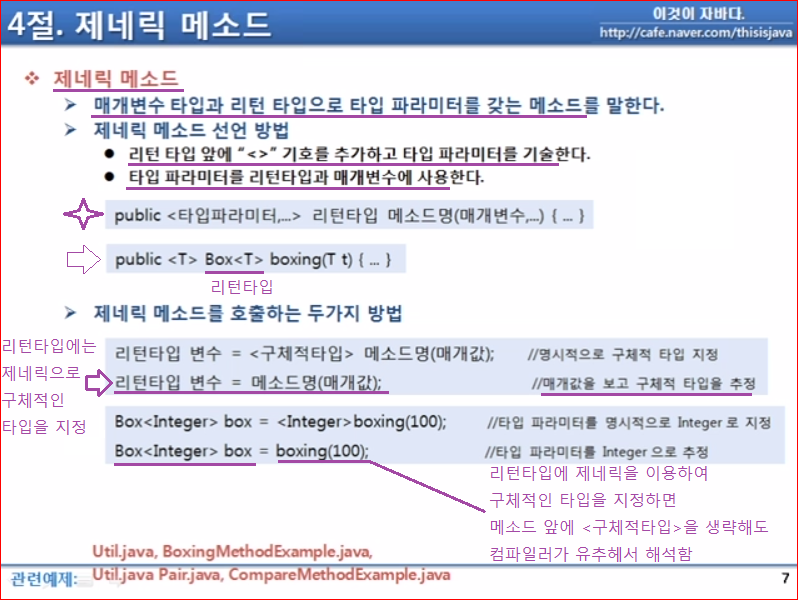 4절. 제네릭 메소드
이것이 자바다.
http://cafe.naver.com/thisisjava
제네릭 메소드
매개변수 타입과 리턴 타입으로 타입 파라미터를 갖는 메소드를 말한다.
제네릭 메소드 선언 방법
리턴 타입 앞에 "<>" 기호를 추가하고 타입 파라미터를 기술한다.
타입 파라미터를 리턴타입과 매개변수에 사용한다.
public <타입파라미터,...> 리턴타입 메소드명(매개변수,...) { ... }
public <T> Box<T> boxing(T t) { ... }
리턴타입
제네릭 메소드를 호출하는 두가지 방법
리턴타입에는
제네릭으로
구체적인
타입을 지정
리턴타입 변수 = <구체적타입> 메소드명(매개값); //명시적으로 구체적 타입 지정
리턴타입 변수 = 메소드명(매개값); //매개값을 보고 구체적 타입을 추정
Box<Integer> box = <Integer>boxing(100); //타입 파라미터를 명시적으로 Integer로 지정
Box<Integer> box = boxing(100); //타입 파라미터를 Integer으로 추정
리턴타입에 제네릭을 이용하여
구체적인 타입을 지정하면
메소드 앞에 <구체적타입>을 생략해도
컴파일러가 유추헤서 해석함
Util.java, BoxingMethodExample.java,
관련예제: Util.java Pair.java, CompareMethodExample.java
7